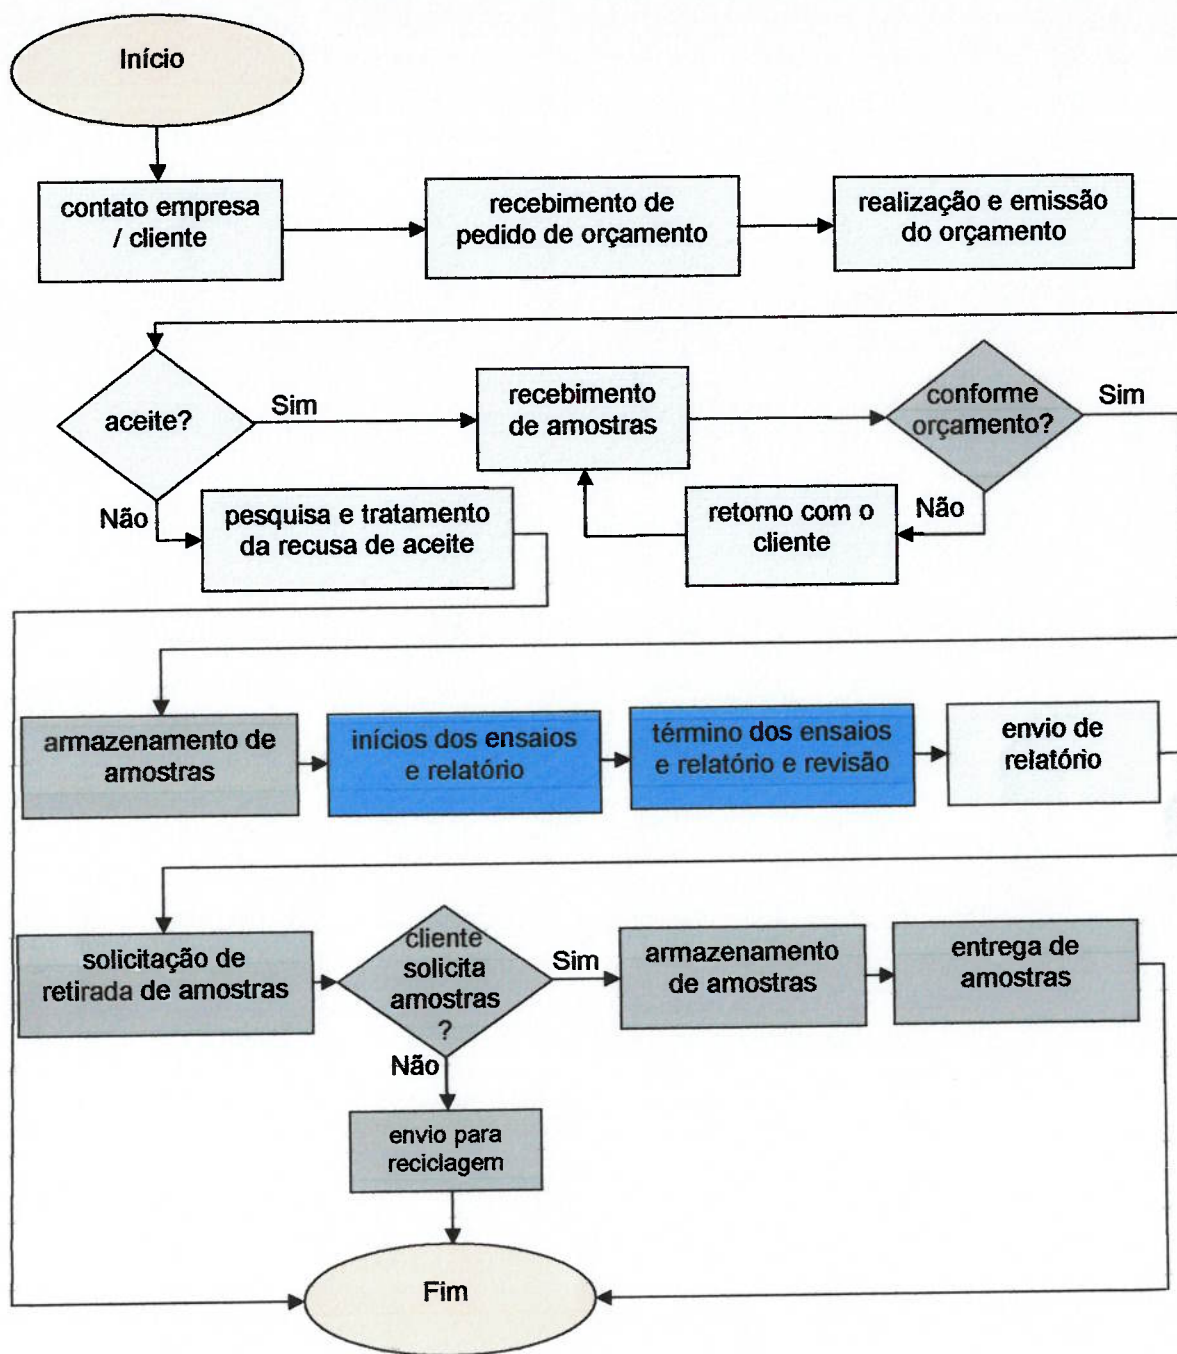 Início
contato empresa
/ cliente
recebimento de
pedido de orçamento
realização e emissão
do orçamento
aceite?
Sim
recebimento
de amostras
conforme
orçamento?
Sim
Não
pesquisa e tratamento
da recusa de aceite
retorno com o
cliente
Não
armazenamento de
amostras
inícios dos ensaios
e relatório
término dos ensaios
e relatório e revisão
envio de
relatório
solicitação de
retirada de amostras
cliente
solicita
amostras
?
Sim
armazenamento
de amostras
entrega de
amostras
Não
envio para
reciclagem
Fim